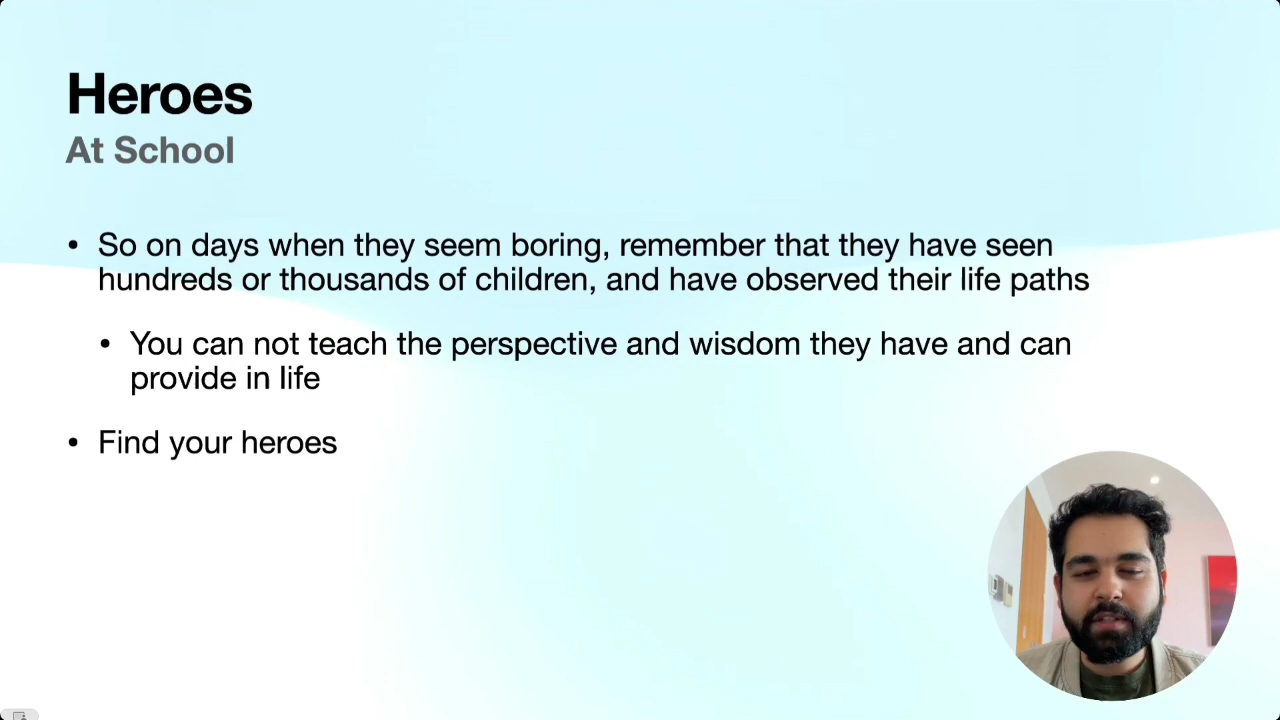 Heroes
At School
• So on days when they seem boring, remember that they have seen
hundreds or thousands of children, and have observed their life paths
• You can not teach the perspective and wisdom they have and can
provide in life
• Find your heroes